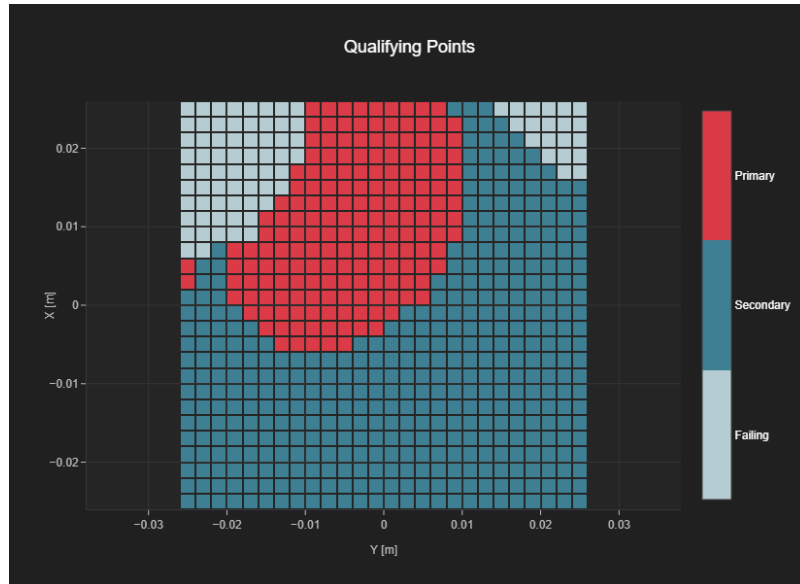 Qualifying Points
0.02
0.01
0
−0.01
−0.02
X [m]
−0.03
−0.02
−0.01
0
0.01
0.02
0.03
Y [m]
Primary
Secondary
Failing